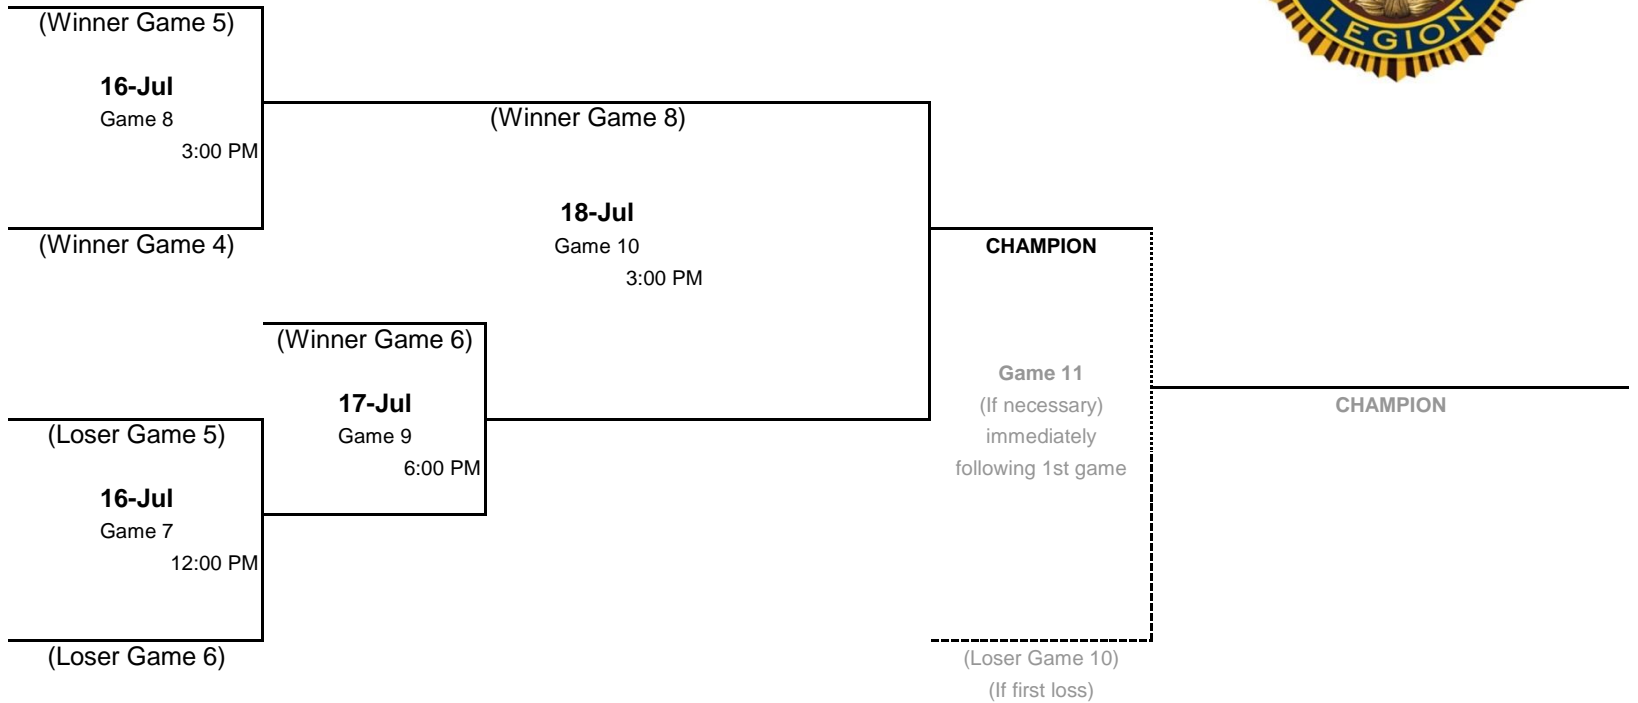 (Winner Game 5)
16-Jul
Game 8
3:00 PM
(Winner Game 4)
(Winner Game 8)
18-Jul
Game 10
3:00 PM
(Winner Game 6)
17-Jul
Game 9
6:00 PM
(Loser Game 5)
16-Jul
Game 7
12:00 PM
(Loser Game 6)
CHAMPION
Game 11
(If necessary)
immediately
following 1st game
(Loser Game 10)
(If first loss)
CHAMPION
LEGION